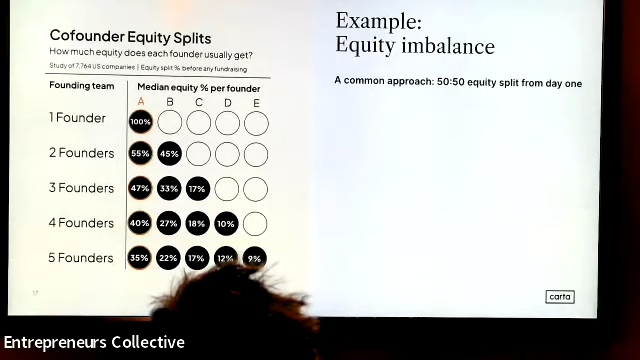 Cofounder Equity Splits
How much equity does each founder usually get?
Study of 7,764 US companies | Equity split % before any fundraising
Founding team Median equity % per founder
A B C D E
1 Founder 100%
2 Founders 55% 45%
3 Founders 47% 33% 17%
4 Founders 40% 27% 18% 10%
5 Founders 35% 22% 17% 12% 9%
17
Example:
Equity imbalance
A common approach: 50:50 equity split from day one
carta
Entrepreneurs Collective